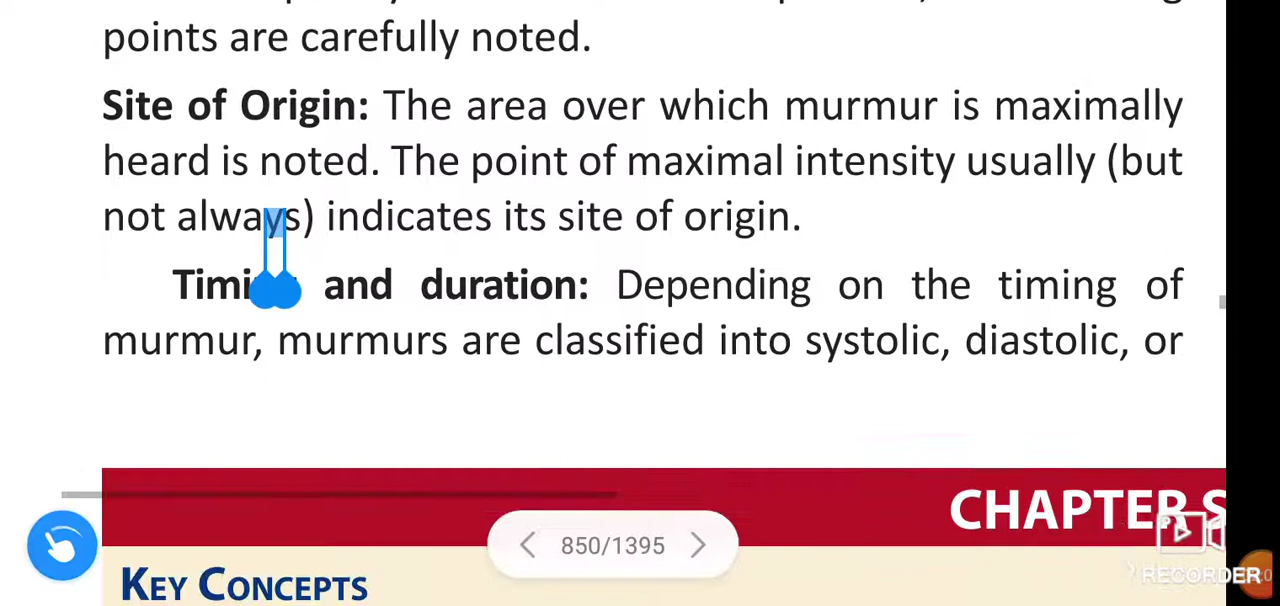 points are carefully noted.
Site of Origin: The area over which murmur is maximally
heard is noted. The point of maximal intensity usually (but
not always) indicates its site of origin.
and duration: Depending on the timing of
murmur, murmurs are classified into systolic, diastolic, or
CHAPTER S
850/1395
RECORDER
KEY CONCEPTS